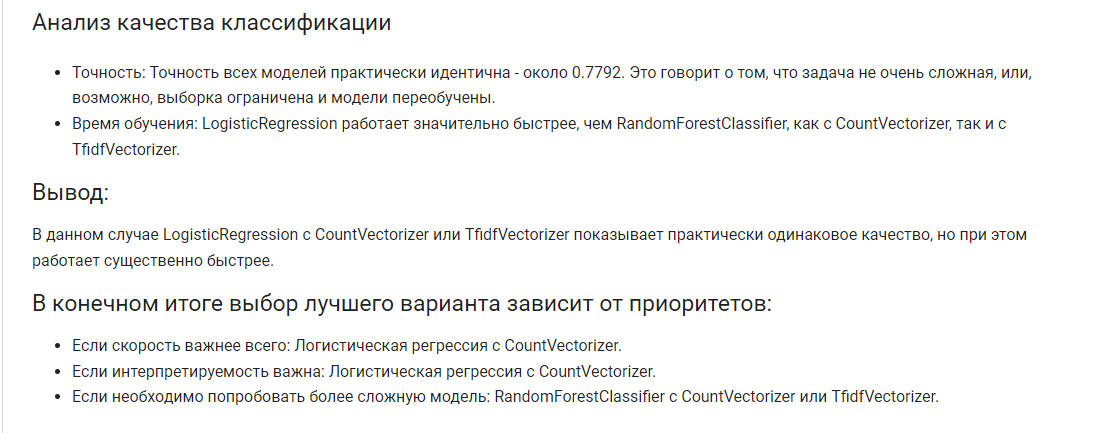 Анализ качества классификации
• Точность: Точность всех моделей практически идентична - около 0.7792. Это говорит о том, что задача не очень сложная, или,
возможно, выборка ограничена и модели переобучены.
• Время обучения: LogisticRegression работает значительно быстрее, чем RandomForestClassifier, как с CountVectorizer, так и с
TfidfVectorizer.
Вывод:
В данном случае LogisticRegression с CountVectorizer или TfidfVectorizer показывает практически одинаковое качество, но при этом
работает существенно быстрее.
В конечном итоге выбор лучшего варианта зависит от приоритетов:
• Если скорость важнее всего: Логистическая регрессия с CountVectorizer.
• Если интерпретируемость важна: Логистическая регрессия с CountVectorizer.
• Если необходимо попробовать более сложную модель: RandomForestClassifier с CountVectorizer или TfidfVectorizer.